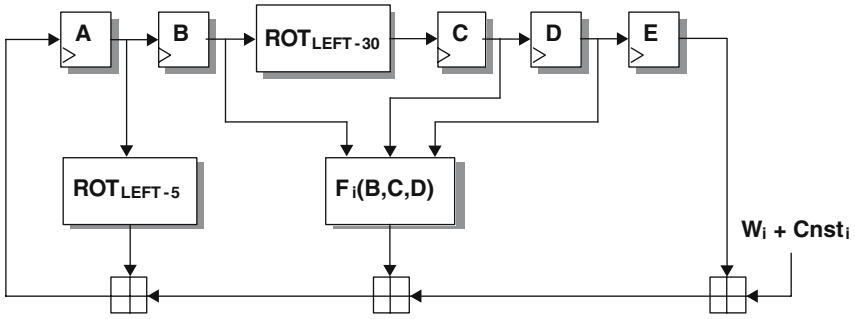 A
B
ROTLEFT-30
C
D
E
ROTLEFT-5
Fi(B,C,D)
Wi + Cnsti